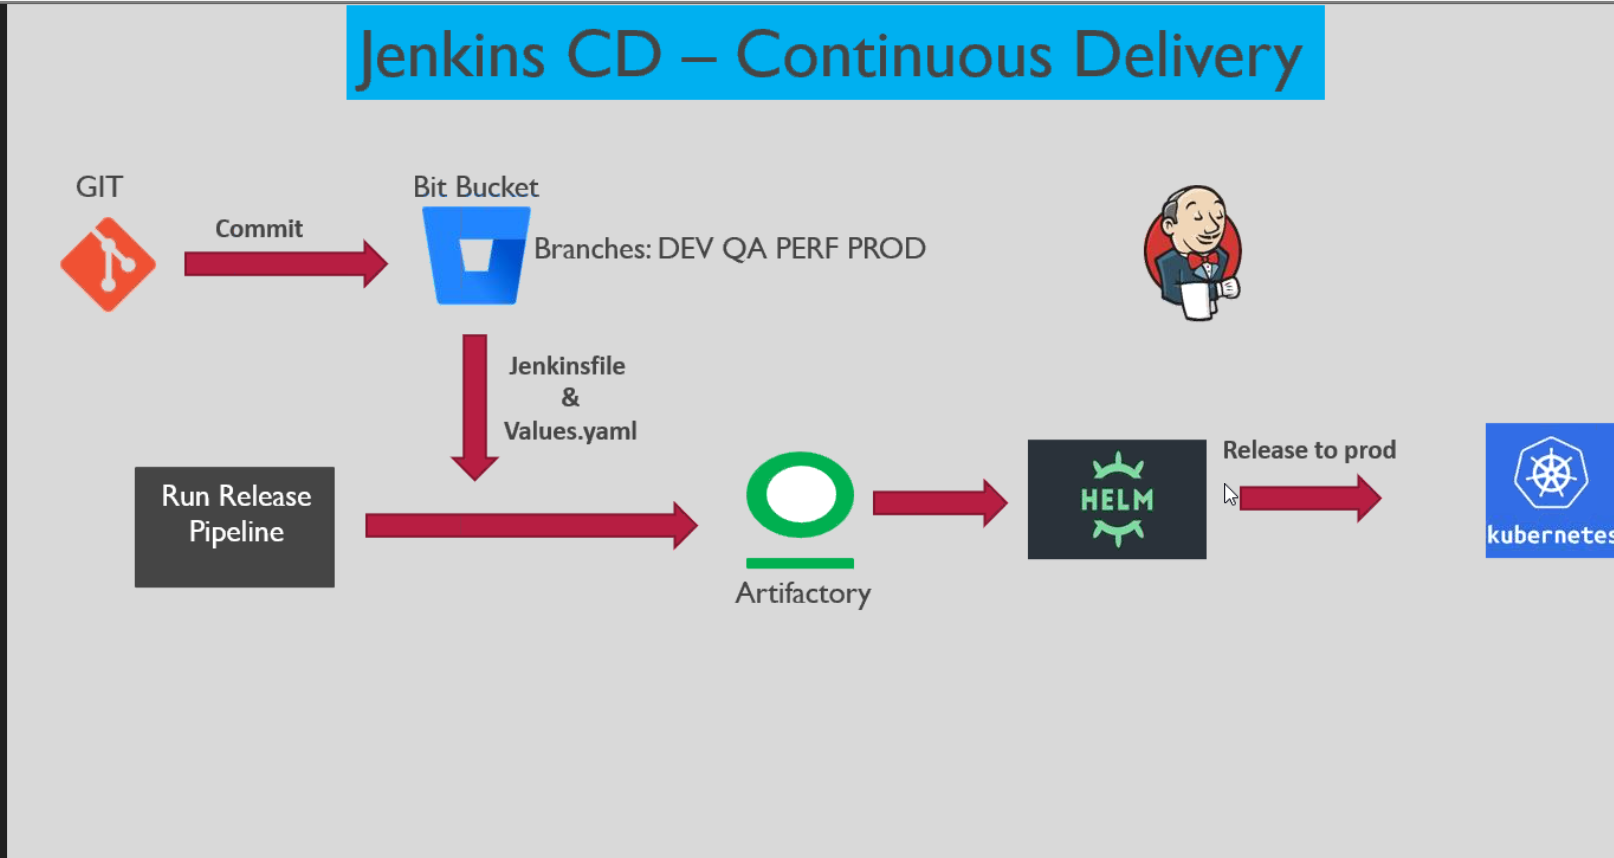 Jenkins CD – Continuous Delivery
GIT
Commit
Bit Bucket
Branches: DEV QA PERF PROD
Jenkinsfile
&
Values.yaml
Run Release
Pipeline
Artifactory
HELM
Release to prod
kubernetes